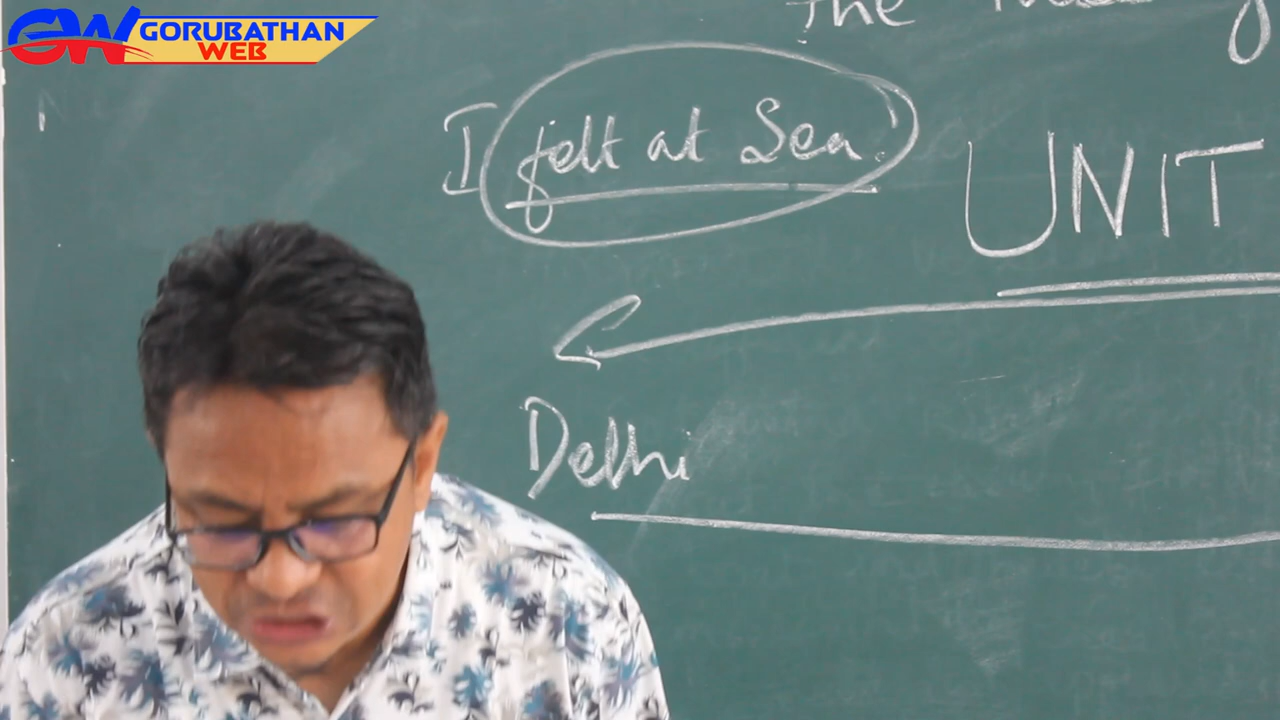 GW GORUBATHAN
WEB
the
I felt at Sea.
UNIT
Delhi